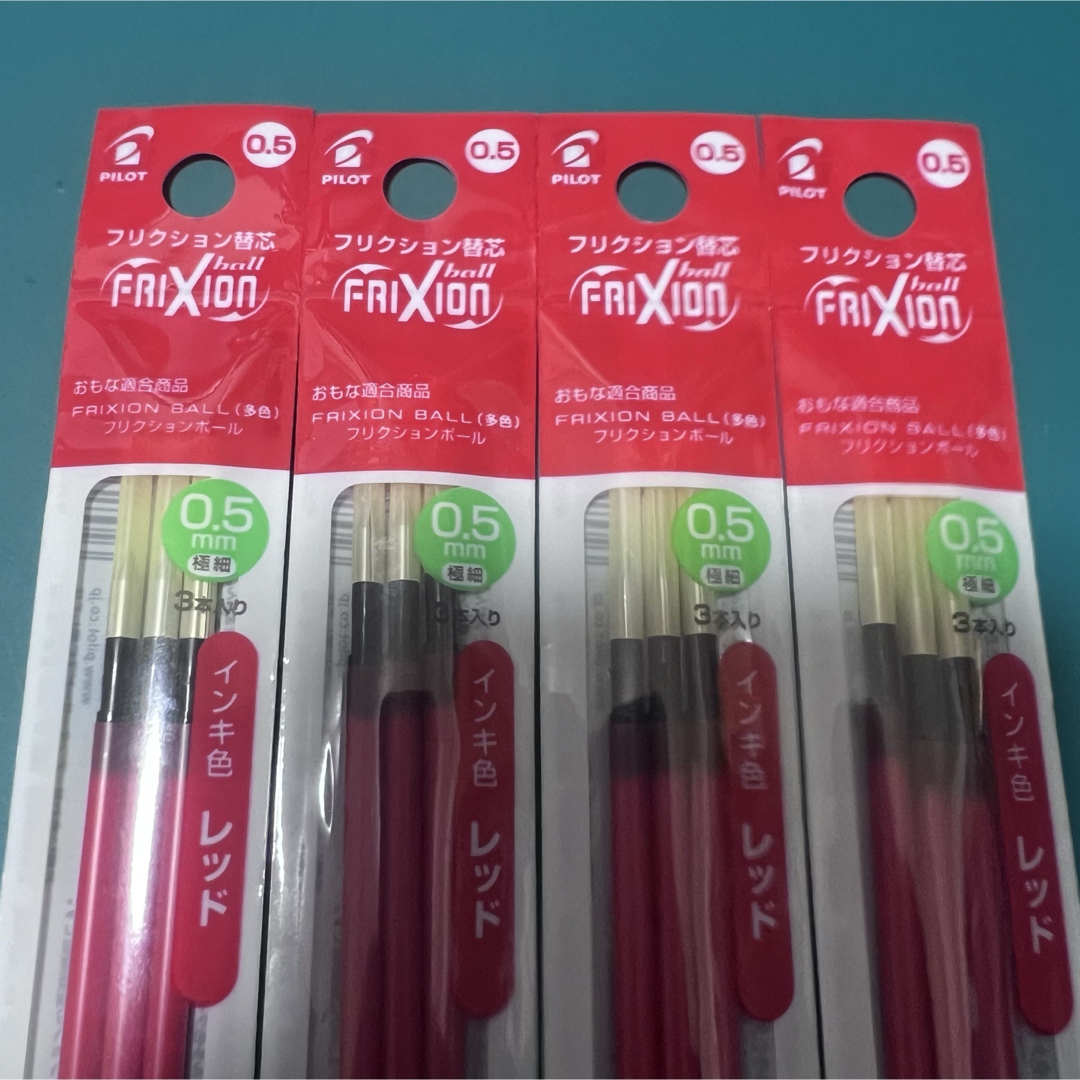 PILOT
0.5
フリクション替芯
FRIXION ball
おもな適合商品
FRIXION BALL(多色)
フリクションボール
0.5
mm
極細
3本入り
インキ色 レッド
www.pilot.co.jp
PILOT
0.5
フリクション替芯
FRIXION ball
おもな適合商品
FRIXION BALL(多色)
フリクションボール
0.5
mm
極細
3本入り
インキ色 レッド
PILOT
0.5
フリクション替芯
FRIXION ball
おもな適合商品
FRIXION BALL(多色)
フリクションボール
0.5
mm
極細
3本入り
インキ色 レッド
PILOT
0.5
フリクション替芯
FRIXION ball
おもな適合商品
FRIXION BALL(多色)
フリクションボール
0.5
mm
極細
3本入り
インキ色 レッド